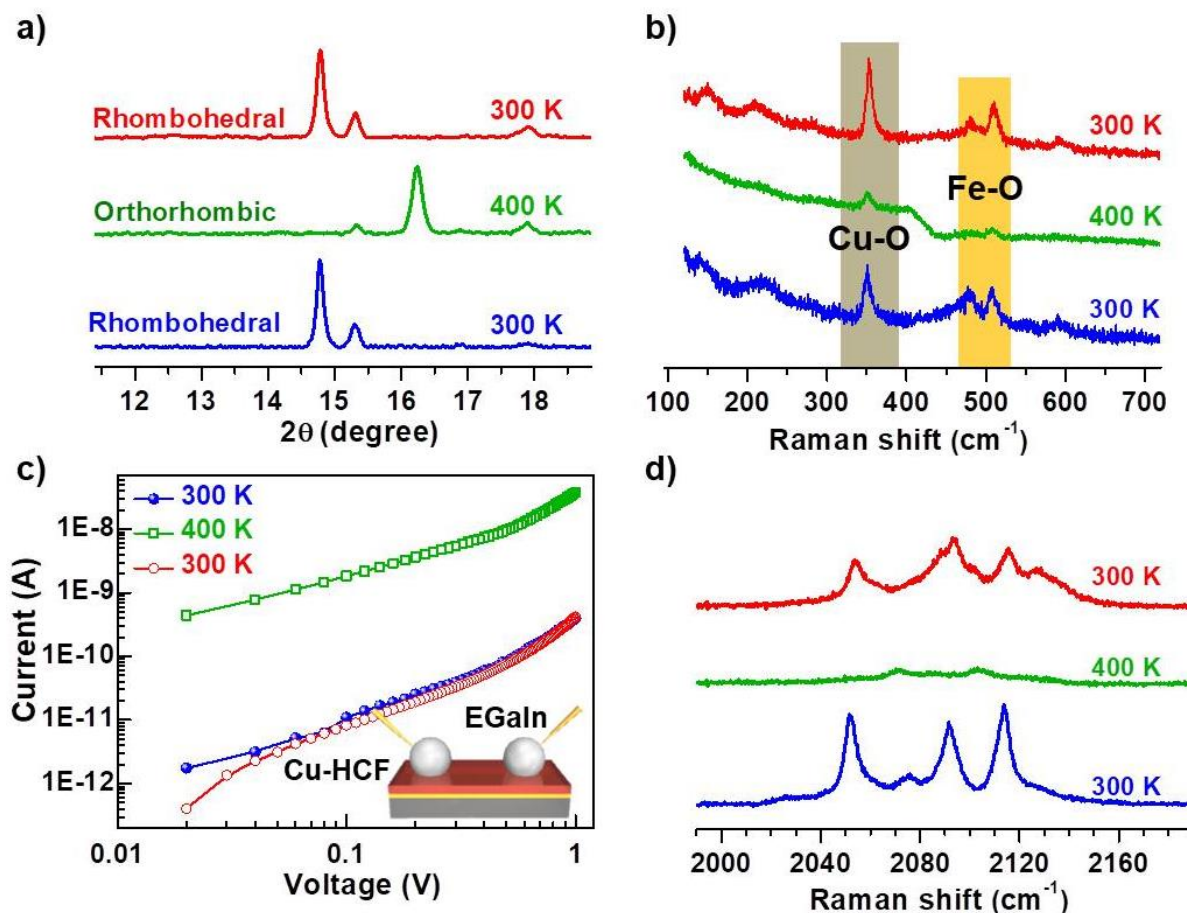 a)
Rhombohedral 300 K
Orthorhombic 400 K
Rhombohedral 300 K
12 13 14 15 16 17 18
2θ (degree)
b)
300 K
400 K
Fe-O
Cu-O
300 K
100 200 300 400 500 600 700
Raman shift (cm⁻¹)
c)
300 K
400 K
300 K
1E-8
1E-9
1E-10
1E-11
1E-12
Current (A)
EGaIn
Cu-HCF
0.01 0.1 1
Voltage (V)
d)
300 K
400 K
300 K
2000 2040 2080 2120 2160
Raman shift (cm⁻¹)